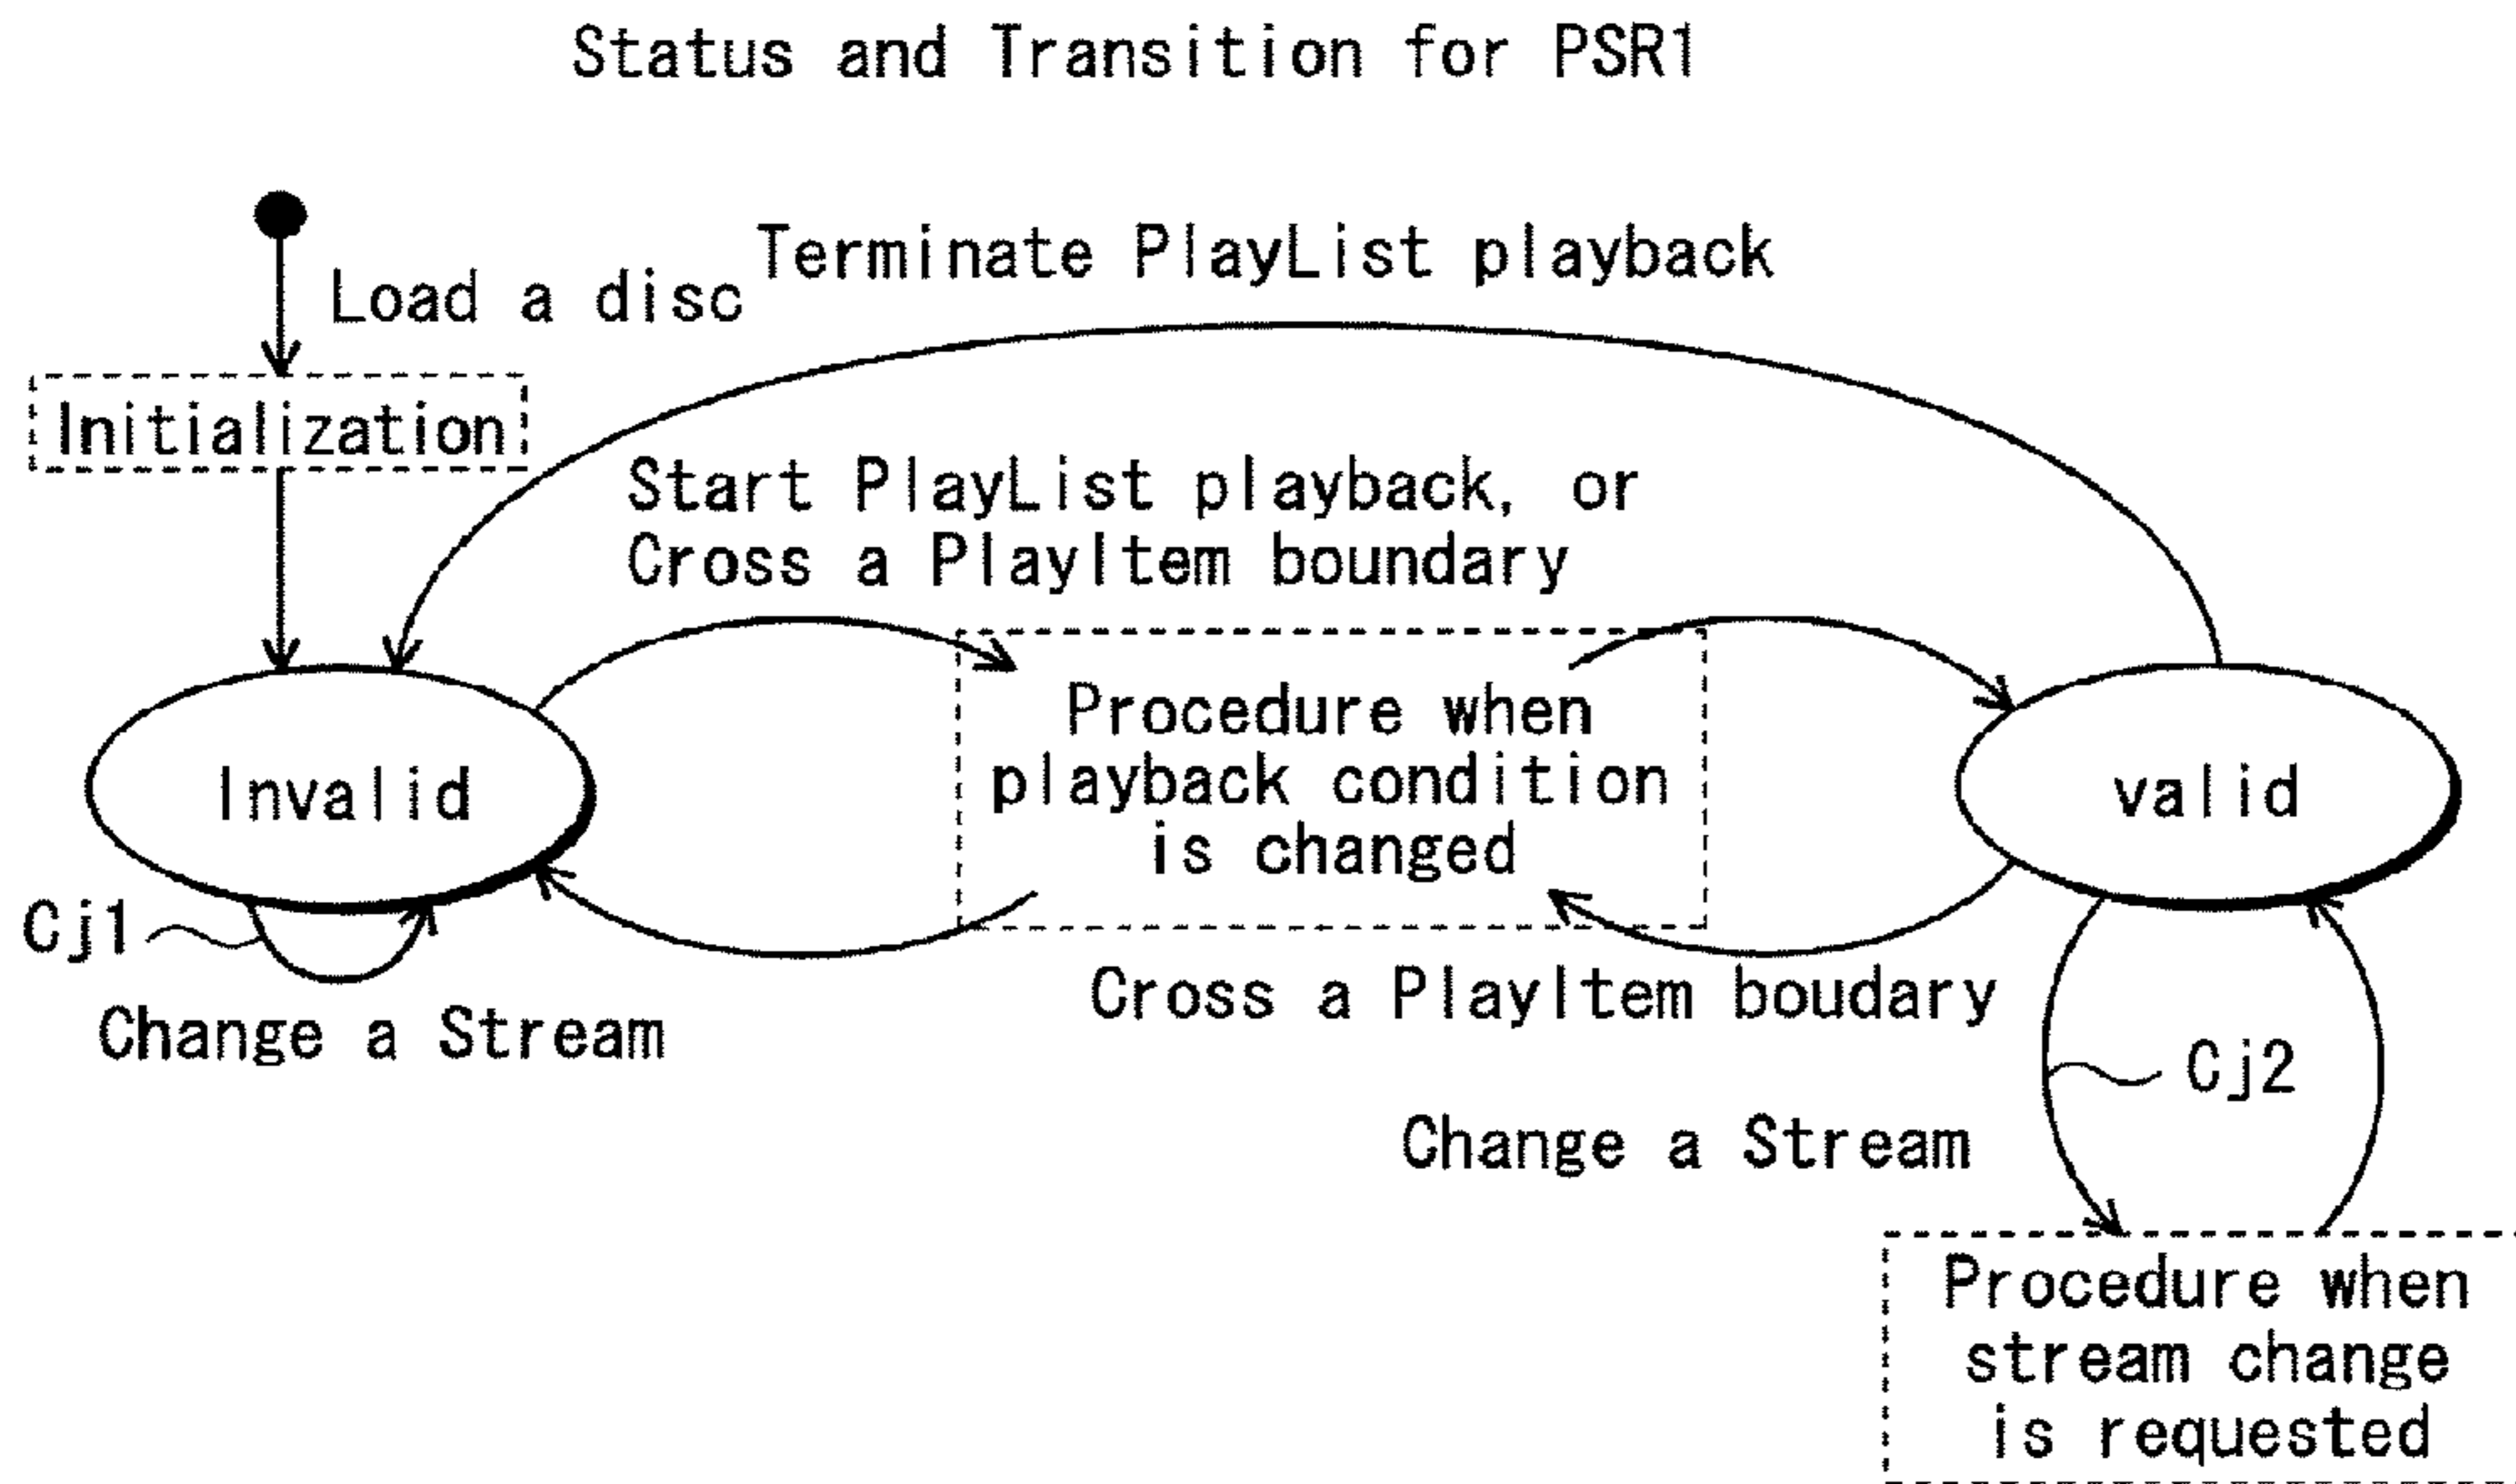 Status and Transition for PSR1
Load a disc
Terminate PlayList playback
Initialization
Start PlayList playback, or
Cross a PlayItem boundary
Invalid
Procedure when
playback condition
is changed
valid
Cj1
Change a Stream
Cross a PlayItem boudary
Cj2
Change a Stream
Procedure when
stream change
is requested